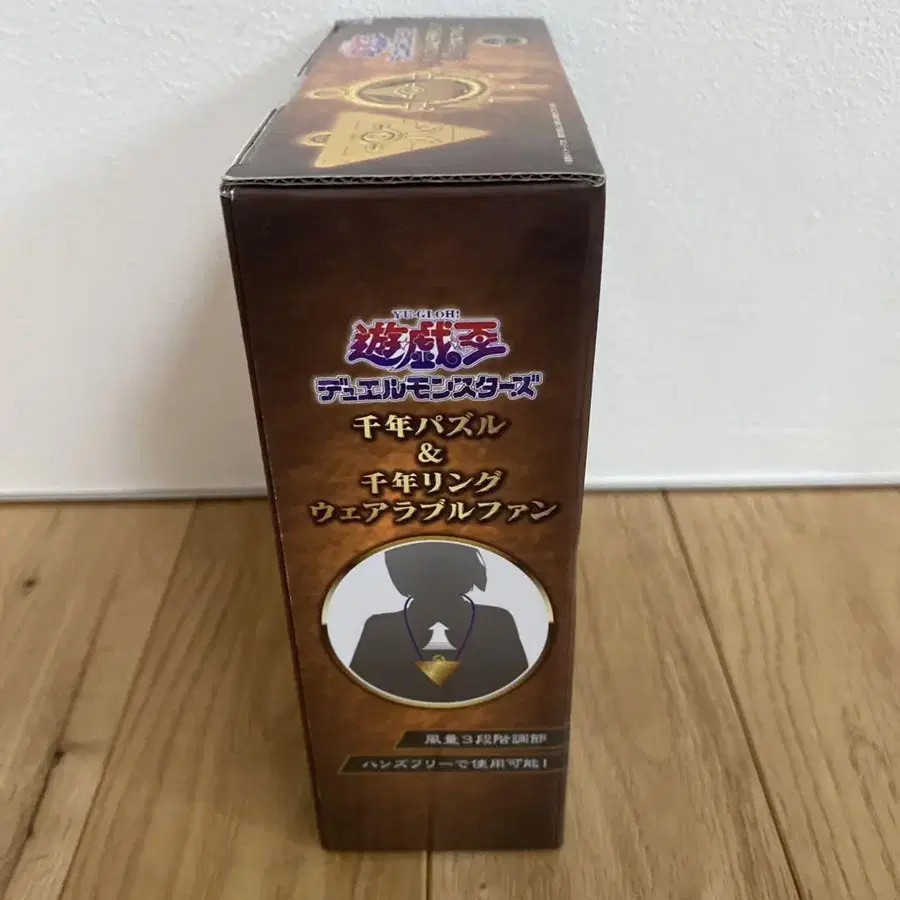 YU-GI-OH!
遊戯王
デュエルモンスターズ
千年パズル
&
千年リング
ウェアラブルファン
風量3段階調節
ハンズフリーで使用可能!